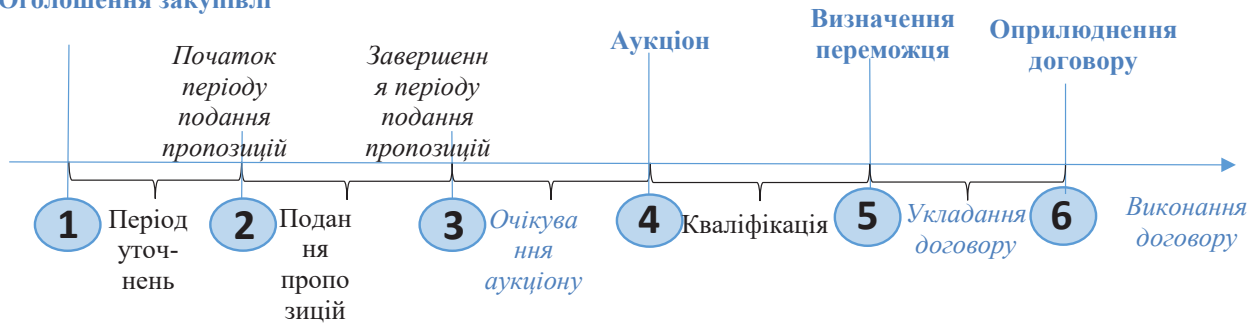 Оголошення закупівлі
Початок
періоду
подання
пропозицій
Завершенн
я періоду
подання
пропозицій
Аукціон
Визначення
переможця
Оприлюднення
договору
1
Період
уточ-
нень
2
Подан
ня
пропо
зицій
3
Очікува
ння
аукціону
4
Кваліфікація
5
Укладання
договору
6
Виконання
договору